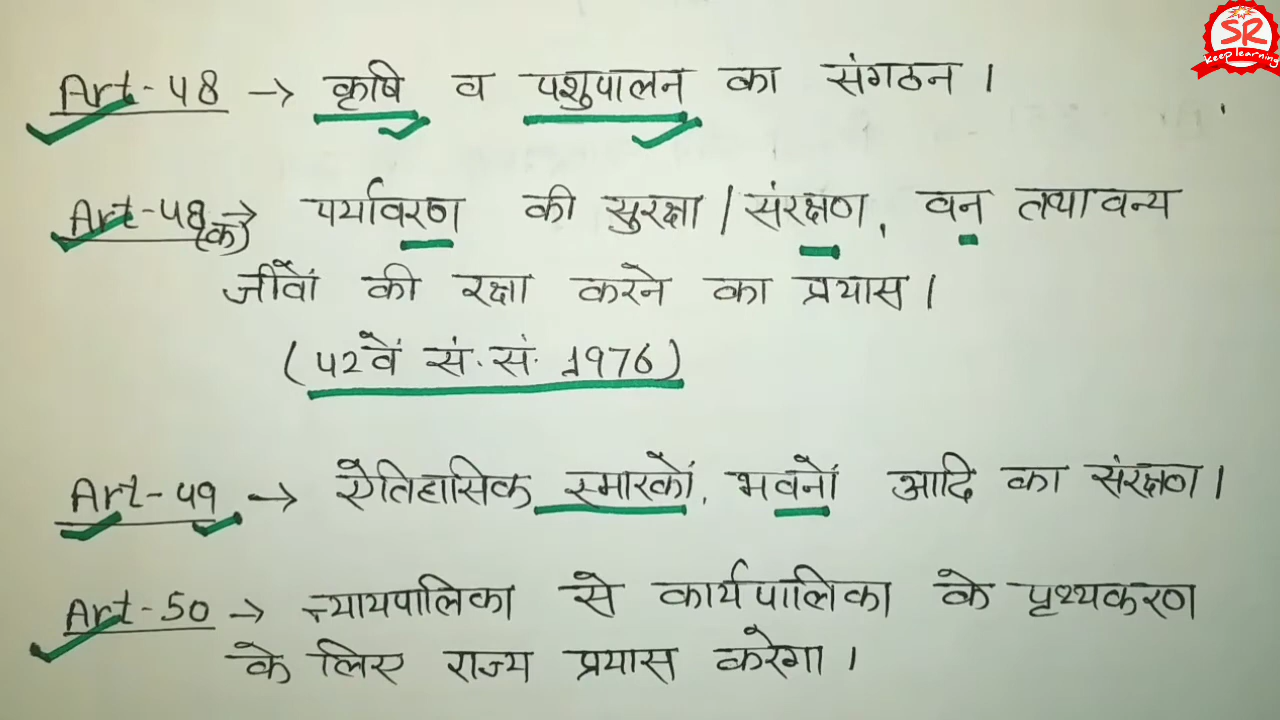 SR
Keep learning
Art-48 → कृषि व पशुपालन का संगठन।
Art-48(क) → पर्यावरण की सुरक्षा/संरक्षण, वन तथा वन्य
जीवों की रक्षा करने का प्रयास।
(42वें सं.सं. 1976)
Art-49 → ऐतिहासिक स्मारकों, भवनों आदि का संरक्षण।
Art-50 → न्यायपालिका से कार्यपालिका के पृथ्यकरण
के लिए राज्य प्रयास करेगा।